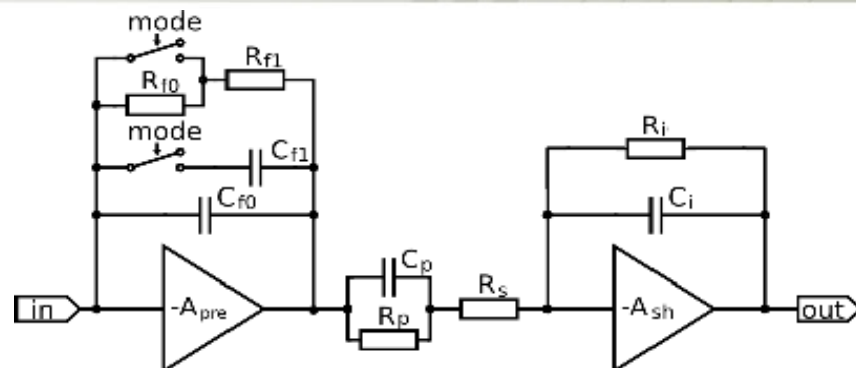 mode
Rf0
Rf1
mode
Cf1
Cf0
Ri
Ci
Cp
Rs
in
-Apre
Rp
-Ash
out